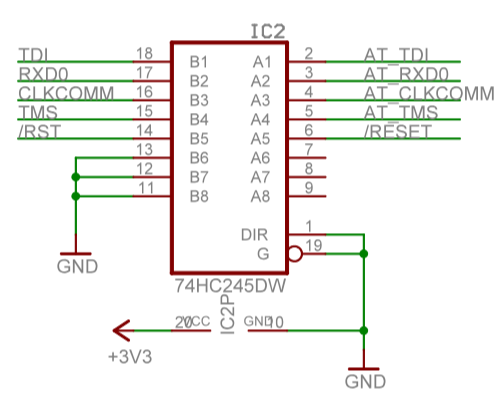 IC2
TDI 18 B1 A1 2 AT_TDI
RXD0 17 B2 A2 3 AT_RXD0
CLKCOMM 16 B3 A3 4 AT_CLKCOMM
TMS 15 B4 A4 5 AT_TMS
/RST 14 B5 A5 6 /RESET
13 B6 A6 7
12 B7 A7 8
11 B8 A8 9
DIR 1
G 19
GND
74HC245DW
20 VCC IC2P GND 10
+3V3
GND